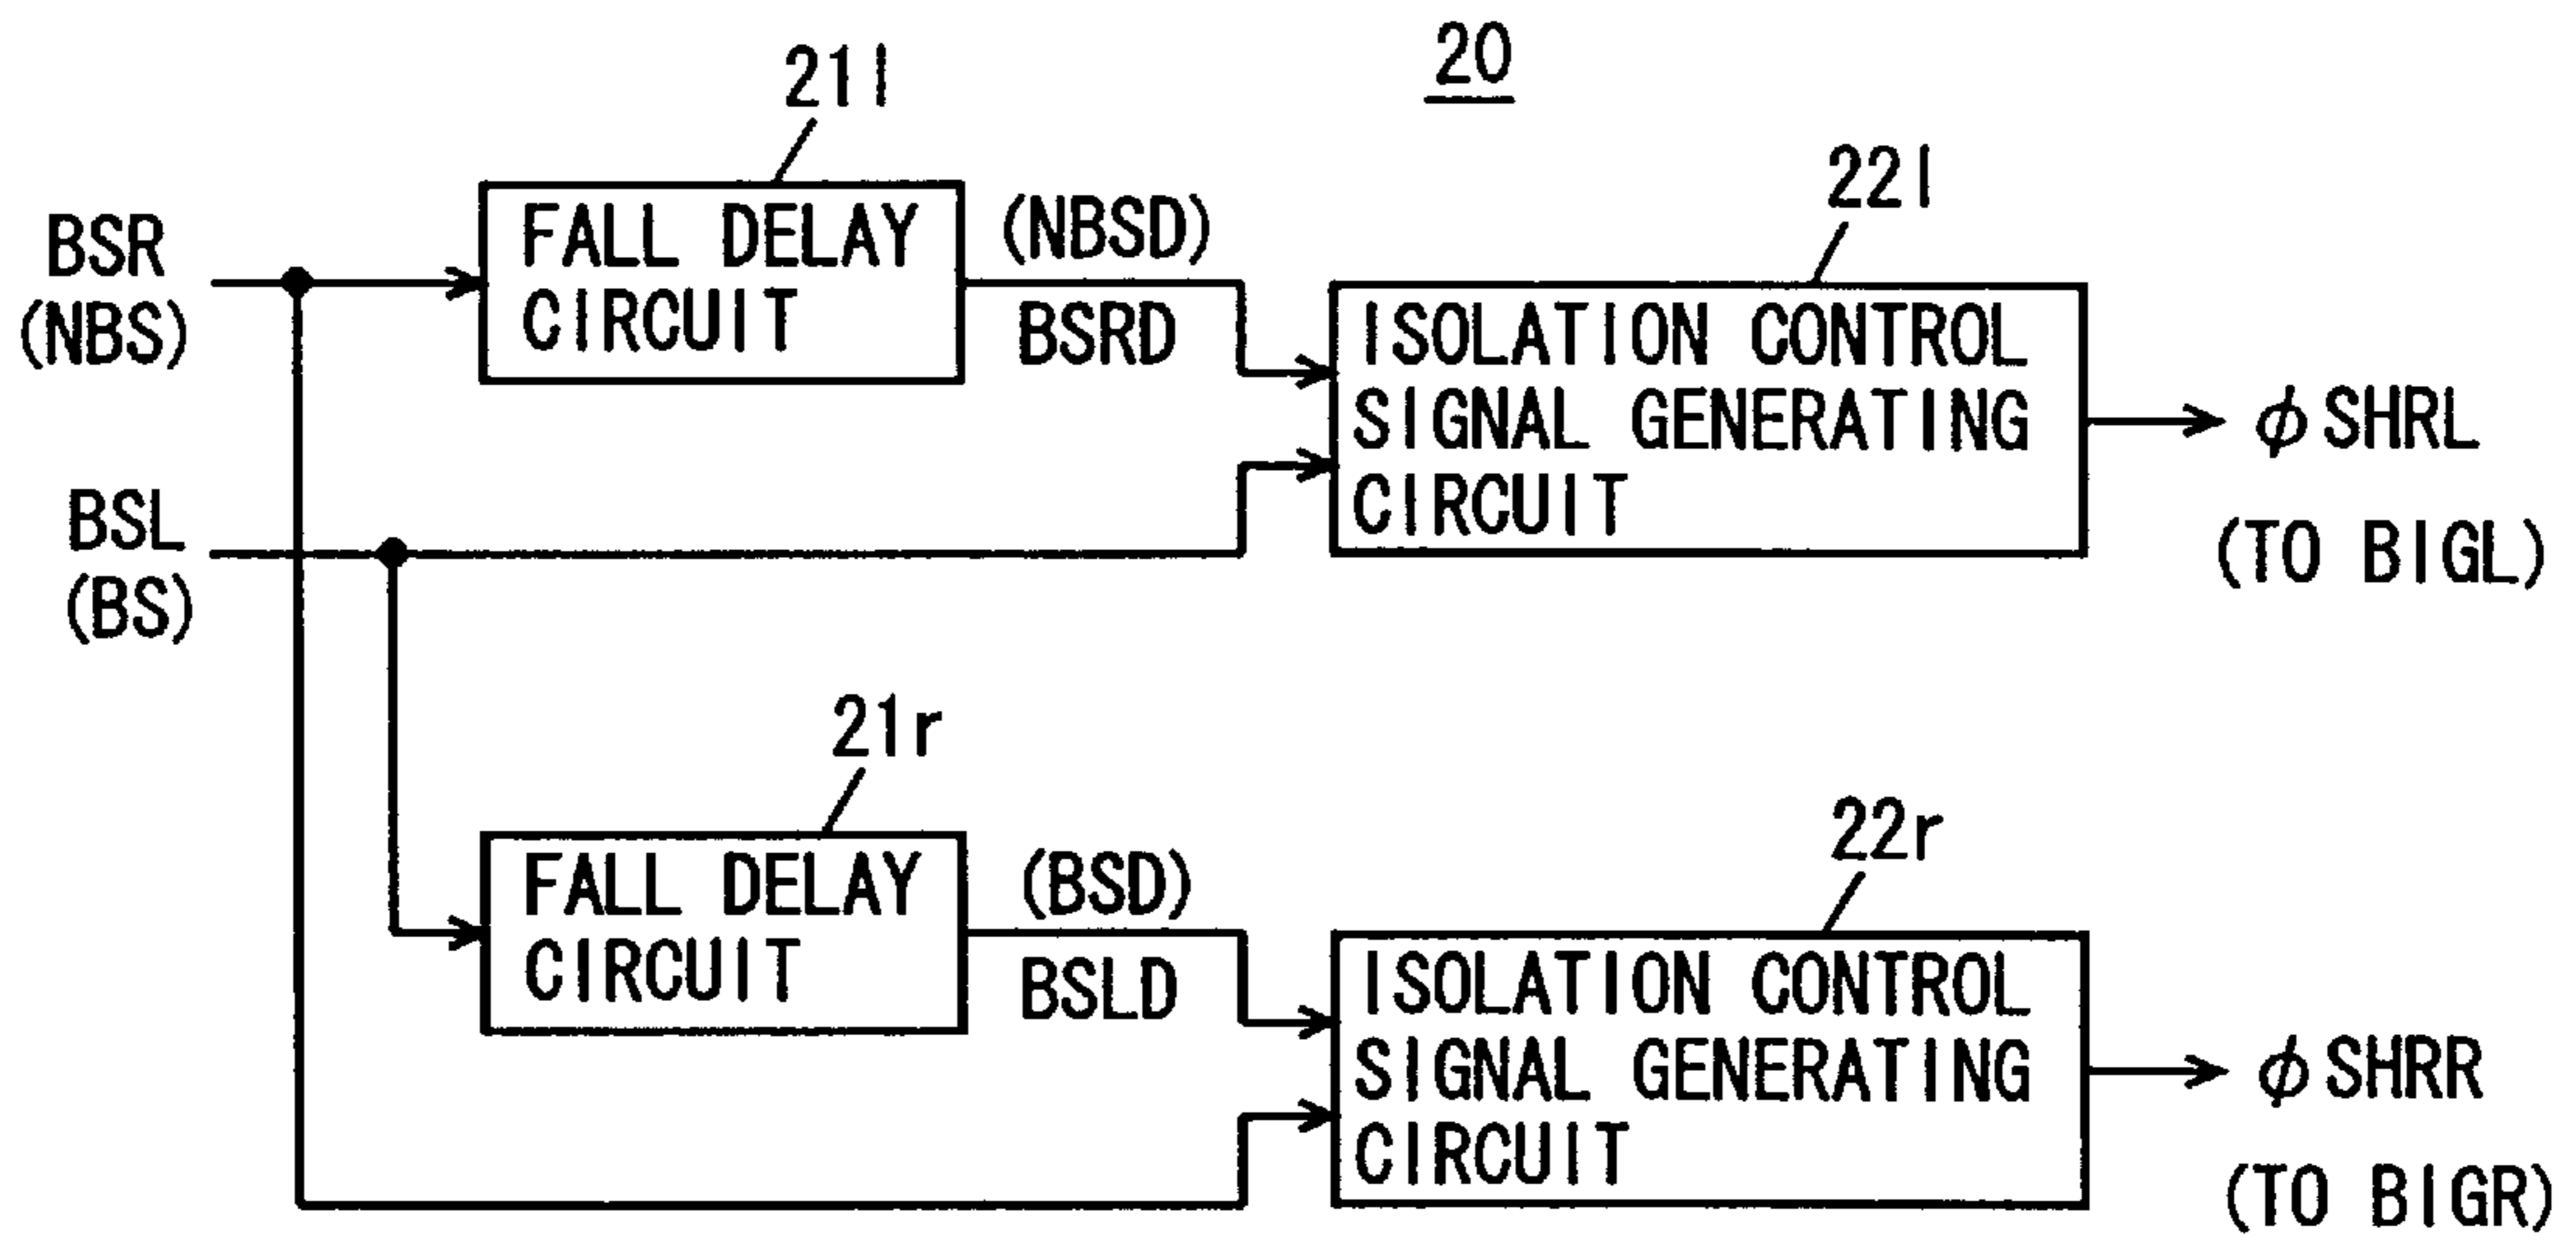 20
21l
BSR
(NBS)
FALL DELAY
CIRCUIT
(NBSD)
BSRD
22l
ISOLATION CONTROL
SIGNAL GENERATING
CIRCUIT
φSHRL
(TO BIGL)
BSL
(BS)
21r
FALL DELAY
CIRCUIT
(BSD)
BSLD
22r
ISOLATION CONTROL
SIGNAL GENERATING
CIRCUIT
φSHRR
(TO BIGR)